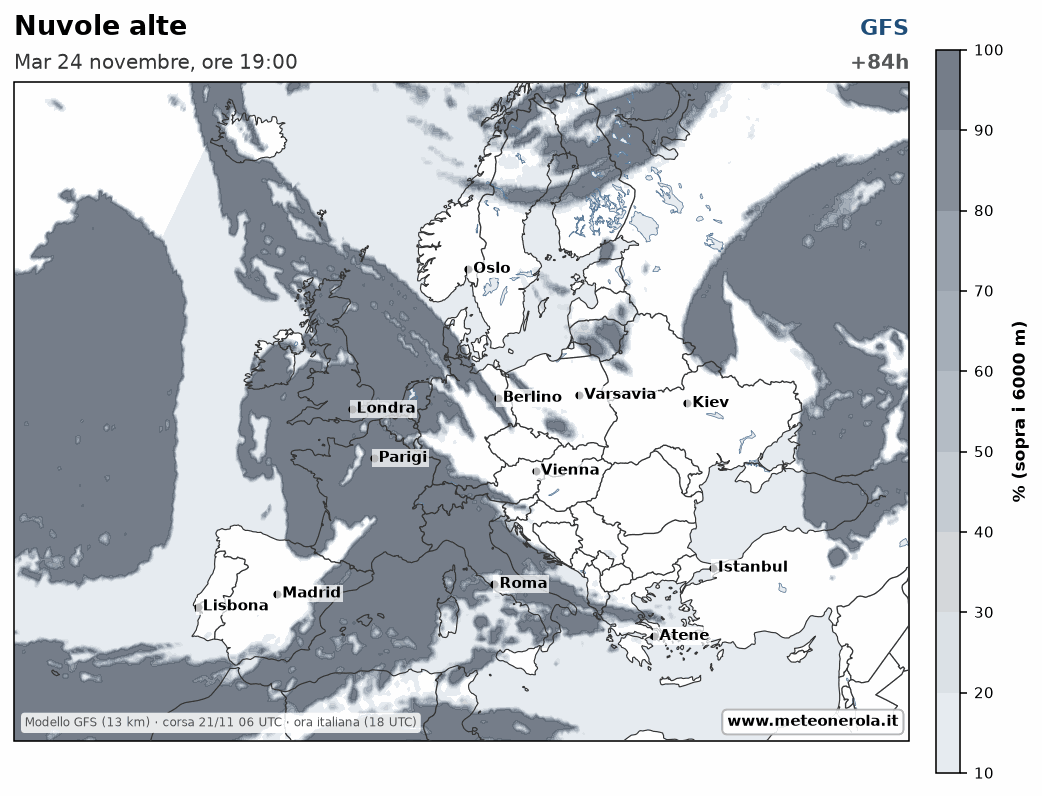 Nuvole alte
GFS
Mar 24 novembre, ore 19:00
+84h
100
90
80
70
60
50
40
30
20
10
% (sopra i 6000 m)
Oslo
Berlino
Varsavia
Kiev
Londra
Parigi
Vienna
Istanbul
Roma
Madrid
Lisbona
Atene
Modello GFS (13 km) · corsa 21/11 06 UTC · ora italiana (18 UTC)
www.meteonerola.it